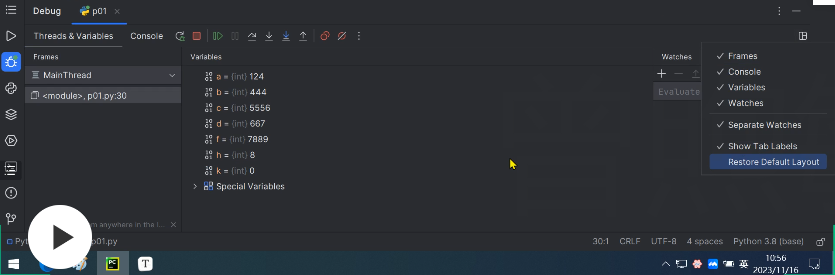 Debug p01
Threads & Variables Console
Frames Variables Watches
MainThread
<module>, p01.py:30
a = {int} 124
b = {int} 444
c = {int} 5556
d = {int} 667
f = {int} 7889
h = {int} 8
k = {int} 0
Special Variables
Evaluate
Frames
Console
Variables
Watches
Separate Watches
Show Tab Labels
Restore Default Layout
m anywhere in the I...
p01.py 30:1 CRLF UTF-8 4 spaces Python 3.8 (base)
PC T 英 10:56
2023/11/16